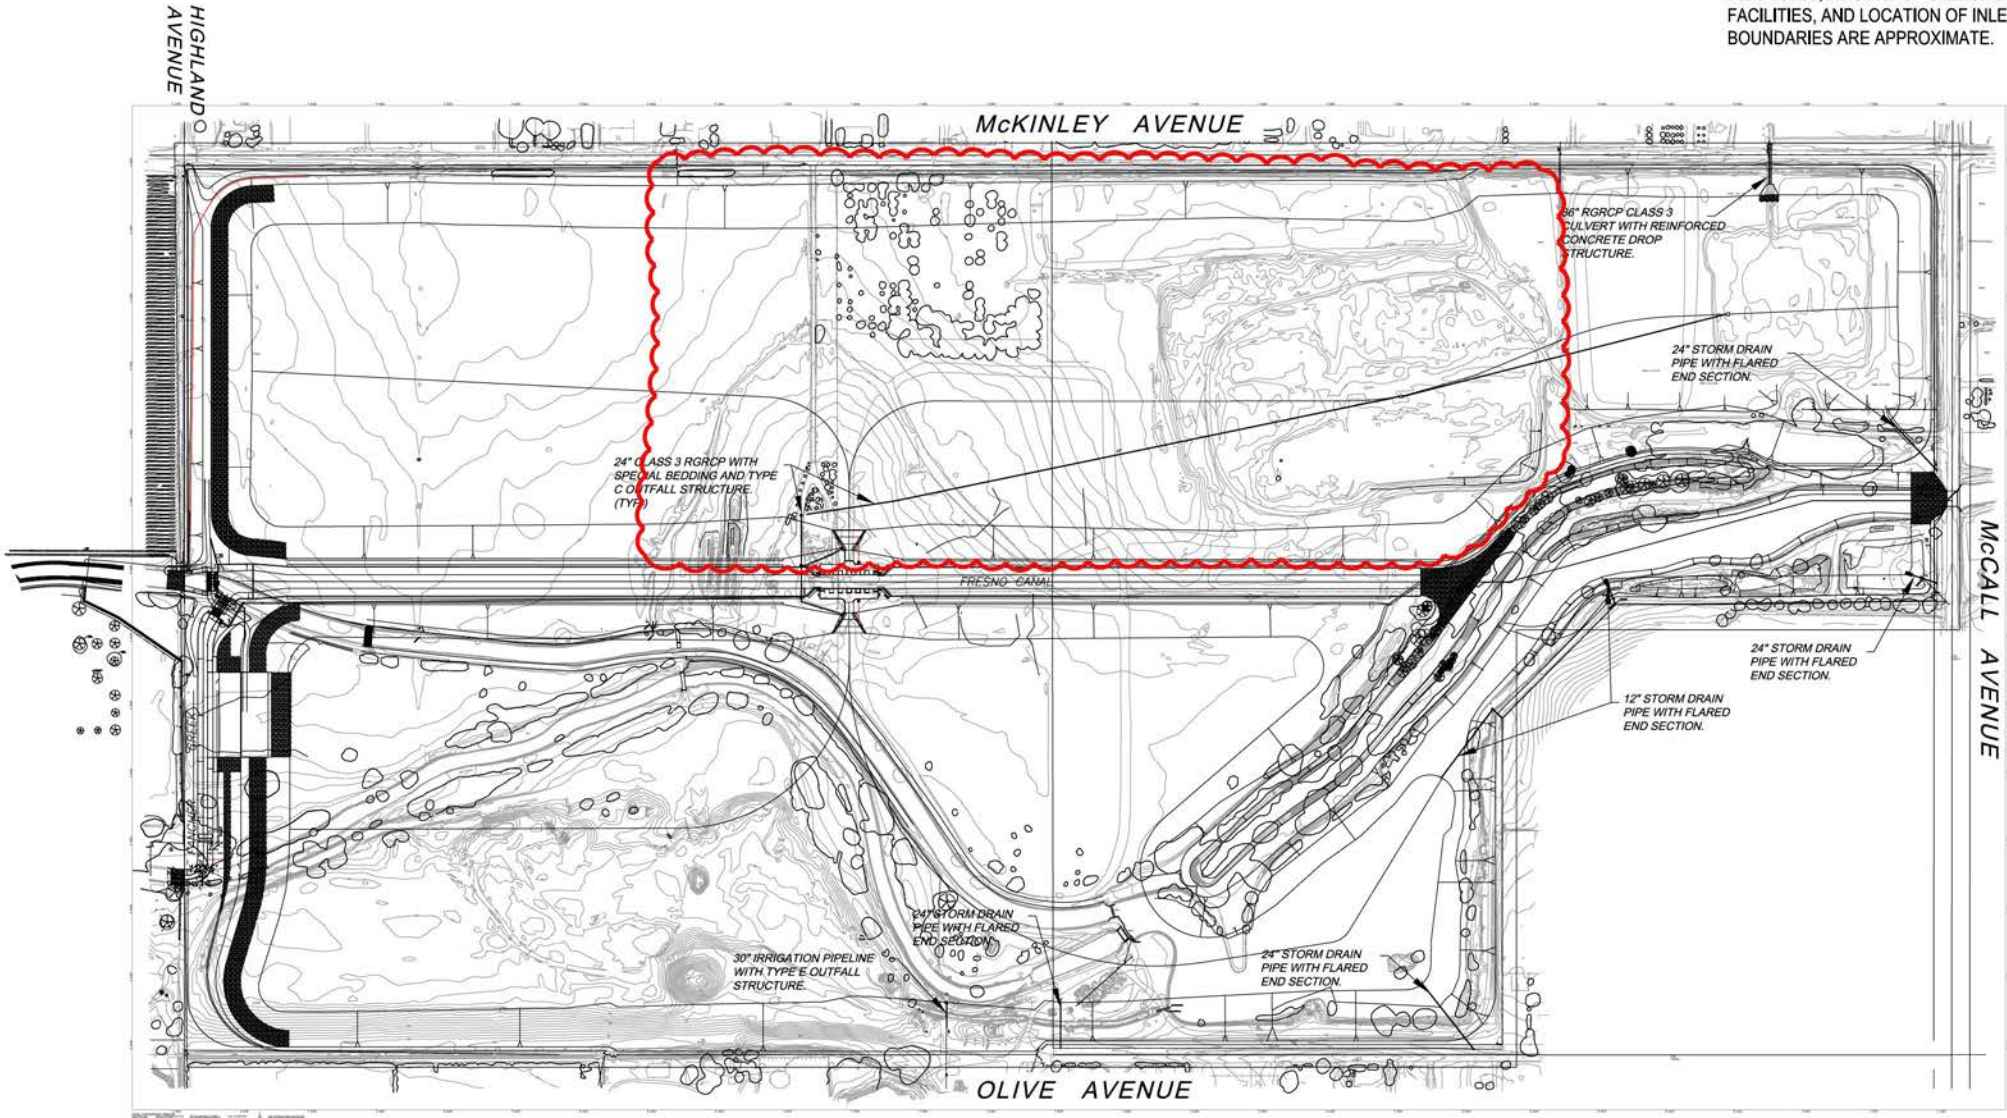 FACILITIES, AND LOCATION OF INLE
BOUNDARIES ARE APPROXIMATE.
HIGHLAND
AVENUE
McKINLEY AVENUE
36" RGRCP CLASS 3
CULVERT WITH REINFORCED
CONCRETE DROP
STRUCTURE.
24" STORM DRAIN
PIPE WITH FLARED
END SECTION.
24" CLASS 3 RGRCP WITH
SPECIAL BEDDING AND TYPE
C OUTFALL STRUCTURE.
(TYP.)
FRESNO CANAL
McCALL AVENUE
24" STORM DRAIN
PIPE WITH FLARED
END SECTION.
12" STORM DRAIN
PIPE WITH FLARED
END SECTION.
24" STORM DRAIN
PIPE WITH FLARED
END SECTION.
30" IRRIGATION PIPELINE
WITH TYPE E OUTFALL
STRUCTURE.
24" STORM DRAIN
PIPE WITH FLARED
END SECTION.
OLIVE AVENUE